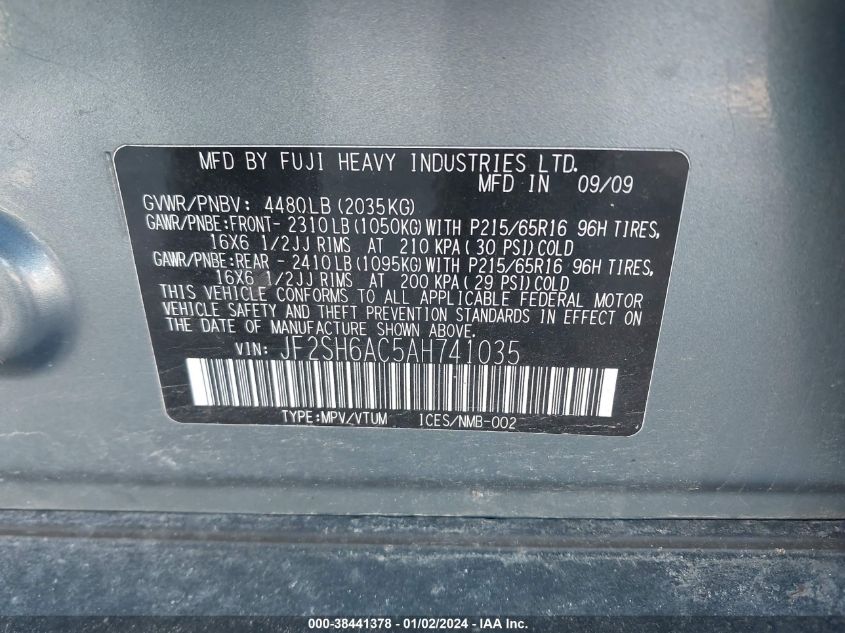 MFD BY FUJI HEAVY INDUSTRIES LTD.
MFD IN 09/09
GVWR/PNBV: 4480LB (2035KG)
GAWR/PNBE:FRONT- 2310LB (1050KG) WITH P215/65R16 96H TIRES,
16X6 1/2JJ RIMS AT 210 KPA ( 30 PSI) COLD
GAWR/PNBE:REAR - 2410LB (1095KG) WITH P215/65R16 96H TIRES,
16X6 1/2JJ RIMS AT 200 KPA ( 29 PSI) COLD
THIS VEHICLE CONFORMS TO ALL APPLICABLE FEDERAL MOTOR
VEHICLE SAFETY AND THEFT PREVENTION STANDARDS IN EFFECT ON
THE DATE OF MANUFACTURE SHOWN ABOVE.
VIN: JF2SH6AC5AH741035
TYPE:MPV/VTUM ICES/NMB-002
000-38441378 - 01/02/2024 - IAA, Inc.